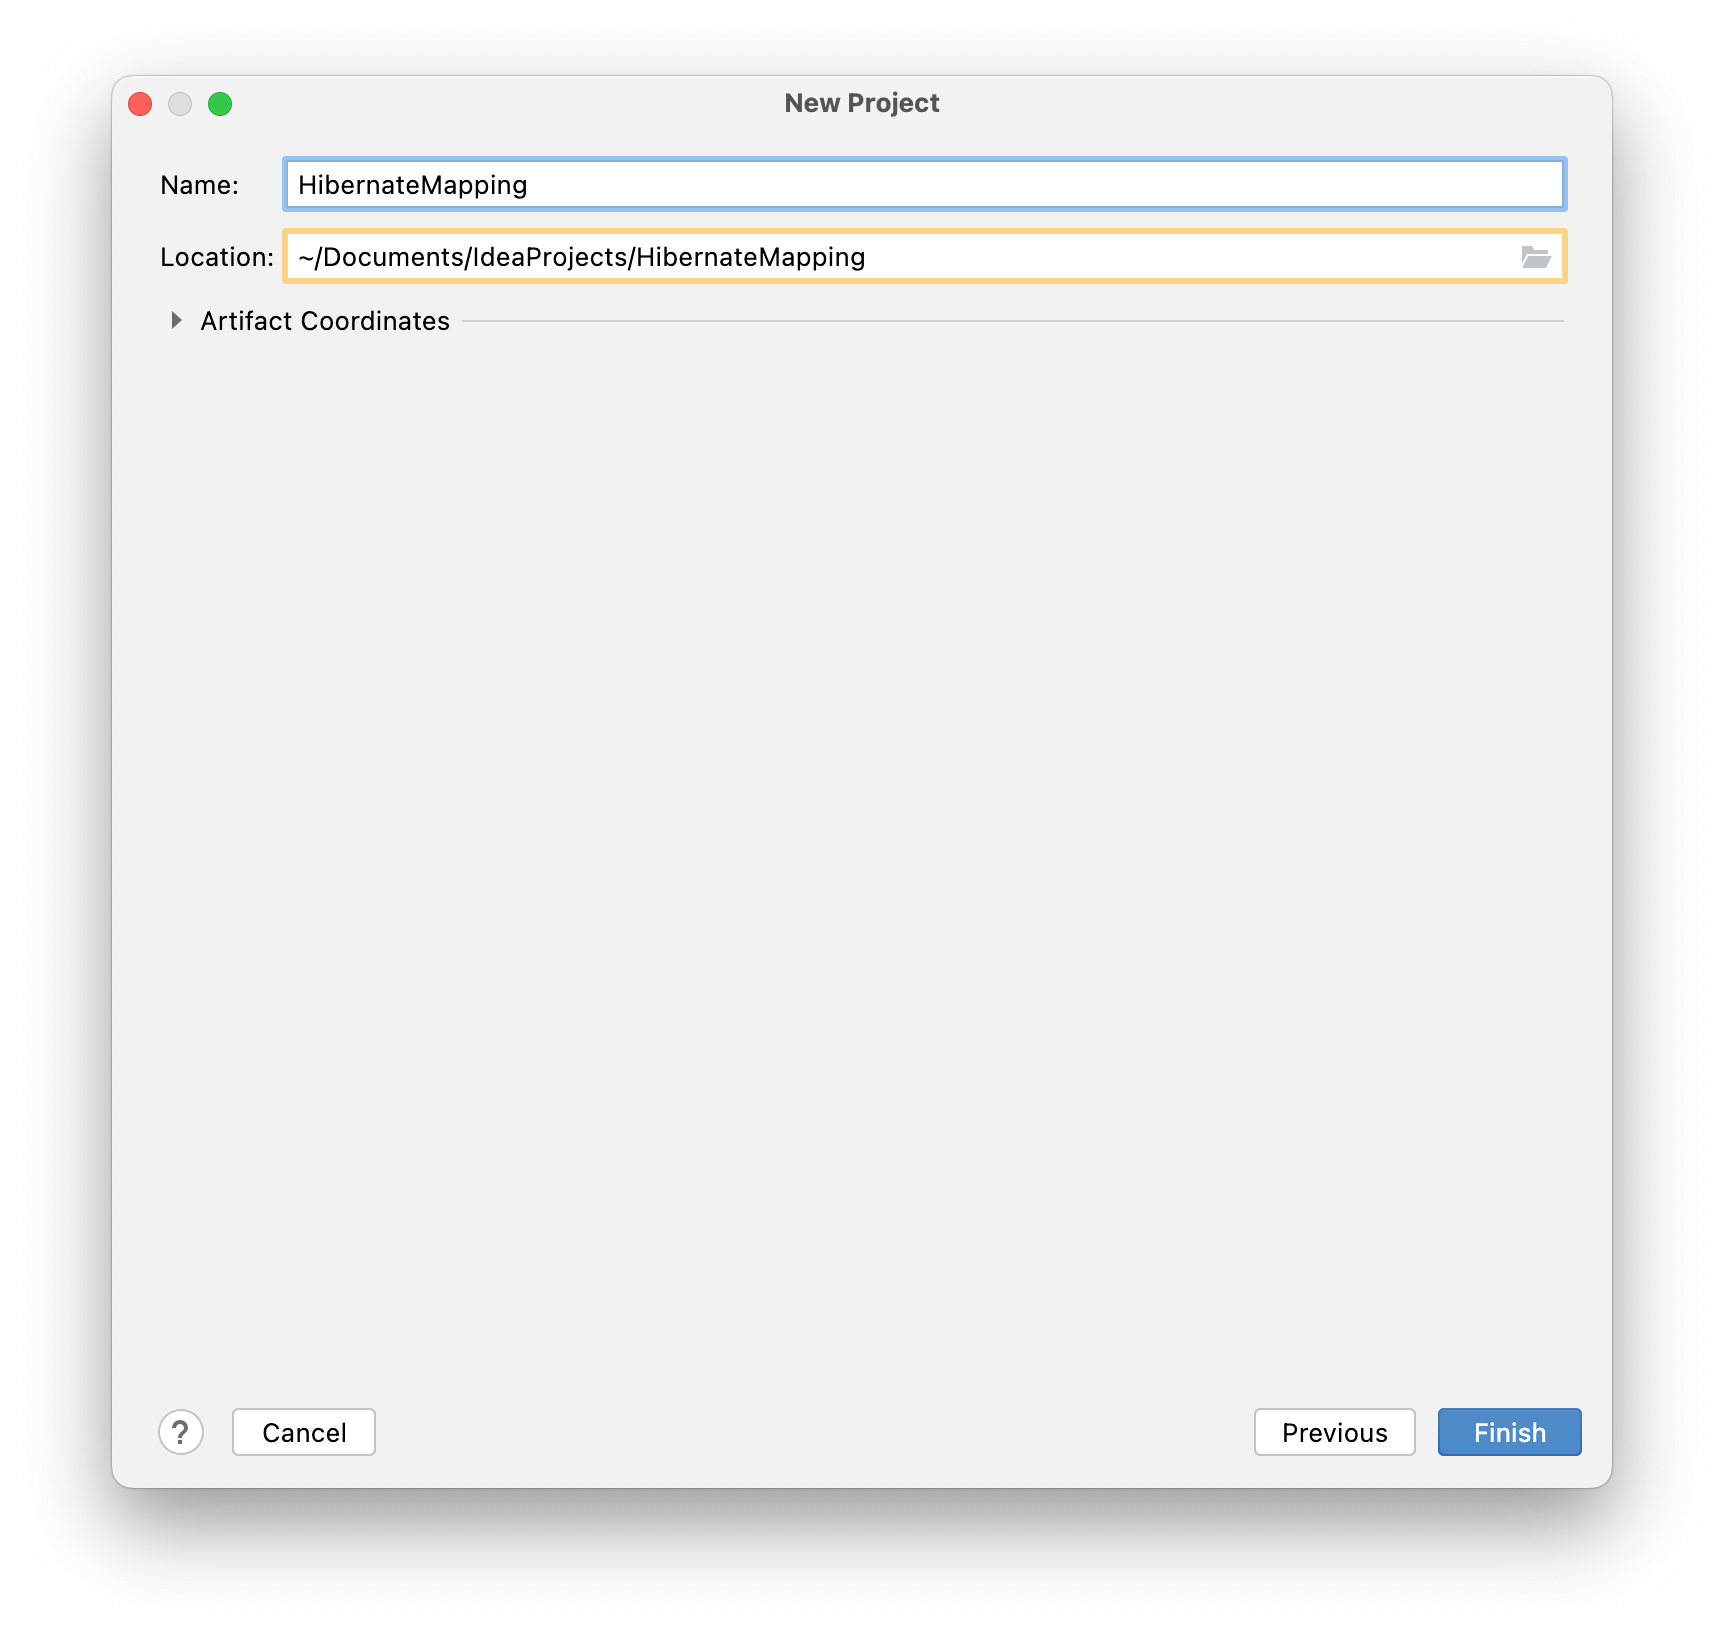 New Project
Name: HibernateMapping
Location: ~/Documents/IdeaProjects/HibernateMapping
Artifact Coordinates
? Cancel Previous Finish